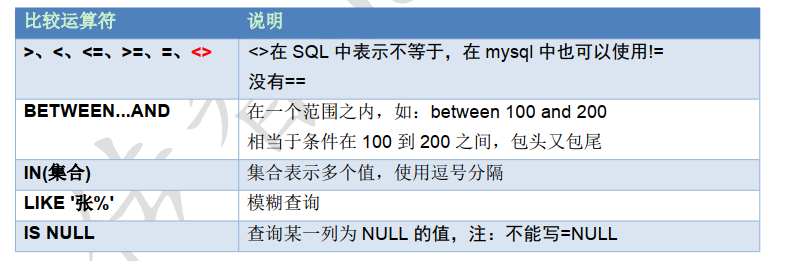 比较运算符 说明
>、<、<=、>=、=、<> <>在 SQL 中表示不等于，在 mysql 中也可以使用!=
没有==
BETWEEN...AND 在一个范围之内，如：between 100 and 200
相当于条件在 100 到 200 之间，包头又包尾
IN(集合) 集合表示多个值，使用逗号分隔
LIKE '张%' 模糊查询
IS NULL 查询某一列为 NULL 的值，注：不能写=NULL